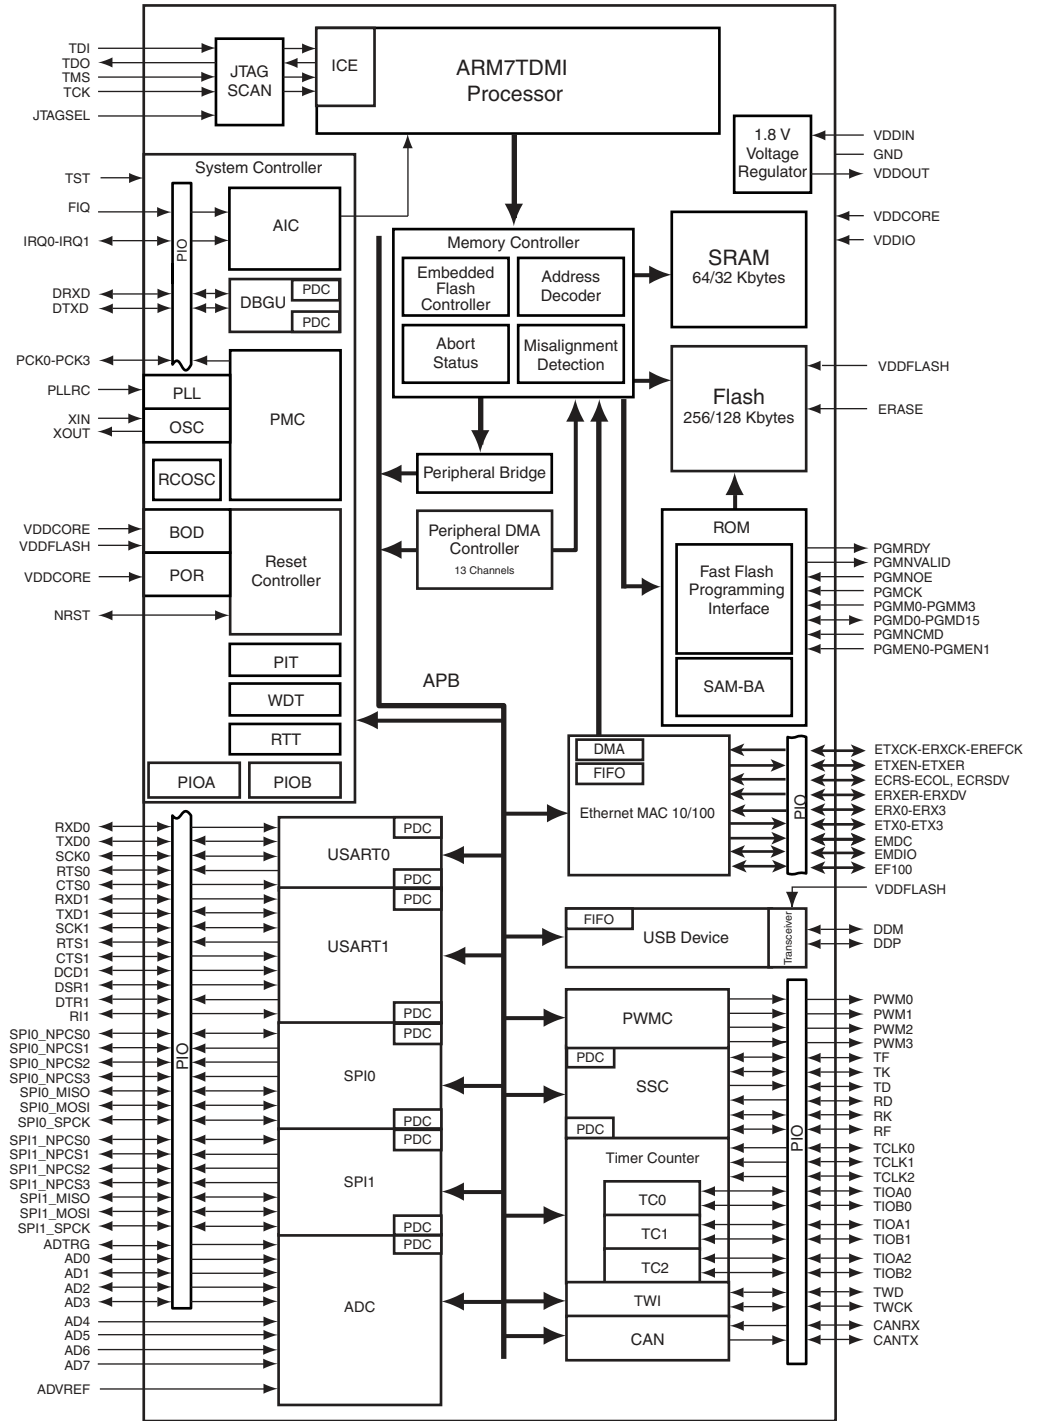 TDI
TDO
TMS
TCK
JTAGSEL
JTAG
SCAN
ICE
ARM7TDMI
Processor
1.8 V
Voltage
Regulator
VDDIN
GND
VDDOUT
VDDCORE
VDDIO
System Controller
TST
FIQ
IRQ0-IRQ1
PIO
AIC
DRXD
DTXD
DBGU
PDC
PDC
PCK0-PCK3
PLLRC
PLL
XIN
XOUT
OSC
PMC
RCOSC
VDDCORE
VDDFLASH
BOD
VDDCORE
POR
Reset
Controller
NRST
PIT
WDT
RTT
PIOA
PIOB
Memory Controller
Embedded
Flash
Controller
Address
Decoder
Abort
Status
Misalignment
Detection
SRAM
64/32 Kbytes
Flash
256/128 Kbytes
VDDFLASH
ERASE
Peripheral Bridge
Peripheral DMA
Controller
13 Channels
ROM
Fast Flash
Programming
Interface
SAM-BA
PGMRDY
PGMNVALID
PGMNOE
PGMCK
PGMM0-PGMM3
PGMD0-PGMD15
PGMNCMD
PGMEN0-PGMEN1
APB
DMA
FIFO
Ethernet MAC 10/100
PIO
ETXCK-ERXCK-EREFCK
ETXEN-ETXER
ECRS-ECOL, ECRSDV
ERXER-ERXDV
ERX0-ERX3
ETX0-ETX3
EMDC
EMDIO
EF100
VDDFLASH
FIFO
USB Device
Transceiver
DDM
DDP
RXD0
TXD0
SCK0
RTS0
CTS0
RXD1
TXD1
SCK1
RTS1
CTS1
DCD1
DSR1
DTR1
RI1
SPI0_NPCS0
SPI0_NPCS1
SPI0_NPCS2
SPI0_NPCS3
SPI0_MISO
SPI0_MOSI
SPI0_SPCK
SPI1_NPCS0
SPI1_NPCS1
SPI1_NPCS2
SPI1_NPCS3
SPI1_MISO
SPI1_MOSI
SPI1_SPCK
ADTRG
AD0
AD1
AD2
AD3
AD4
AD5
AD6
AD7
ADVREF
PIO
PDC
USART0
PDC
PDC
USART1
PDC
PDC
SPI0
PDC
PDC
SPI1
PDC
PDC
ADC
PWMC
PDC
SSC
PDC
Timer Counter
TC0
TC1
TC2
TWI
CAN
PIO
PWM0
PWM1
PWM2
PWM3
TF
TK
TD
RD
RK
RF
TCLK0
TCLK1
TCLK2
TIOA0
TIOB0
TIOA1
TIOB1
TIOA2
TIOB2
TWD
TWCK
CANRX
CANTX